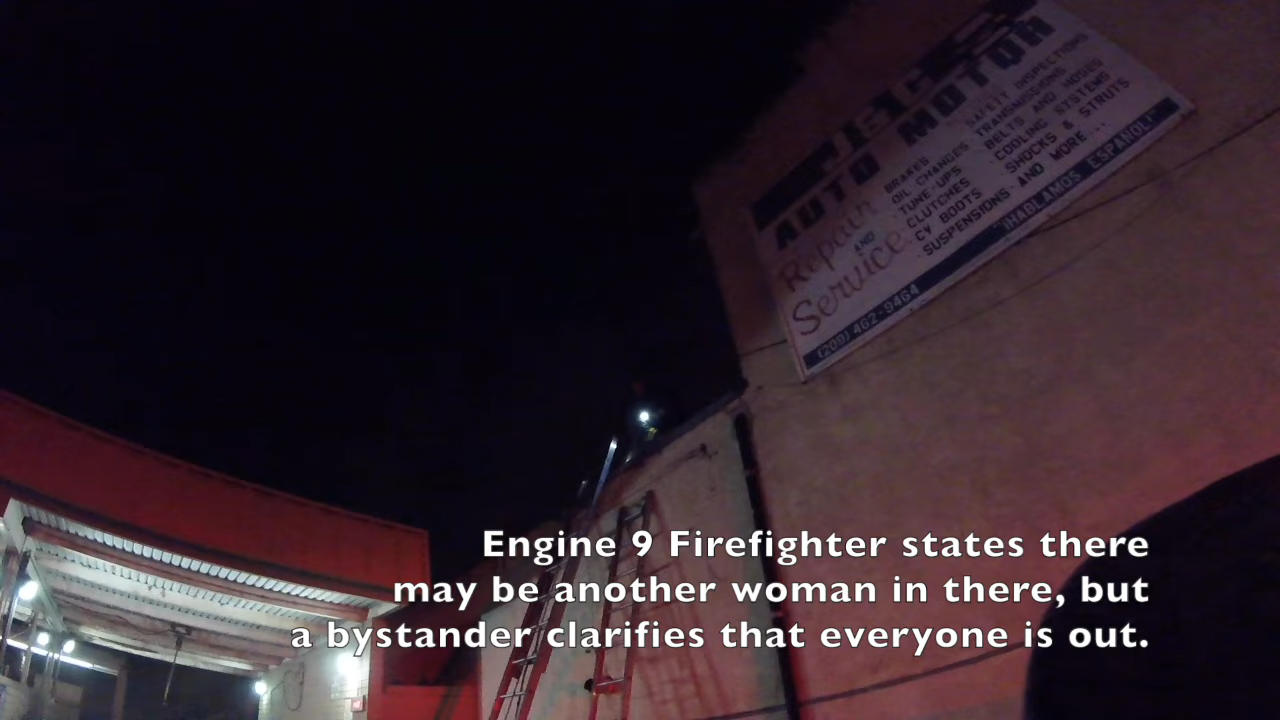 AUTO MOTOR
Repair
AND
Service
BRAKES
OIL CHANGES
TUNE-UPS
CLUTCHES
CV BOOTS
SUSPENSIONS AND MORE...
SAFETY INSPECTIONS
TRANSMISSIONS
BELTS AND HOSES
COOLING SYSTEMS
SHOCKS & STRUTS
(209) 462-9464
"¡HABLAMOS ESPAÑOL!"
Engine 9 Firefighter states there
may be another woman in there, but
a bystander clarifies that everyone is out.